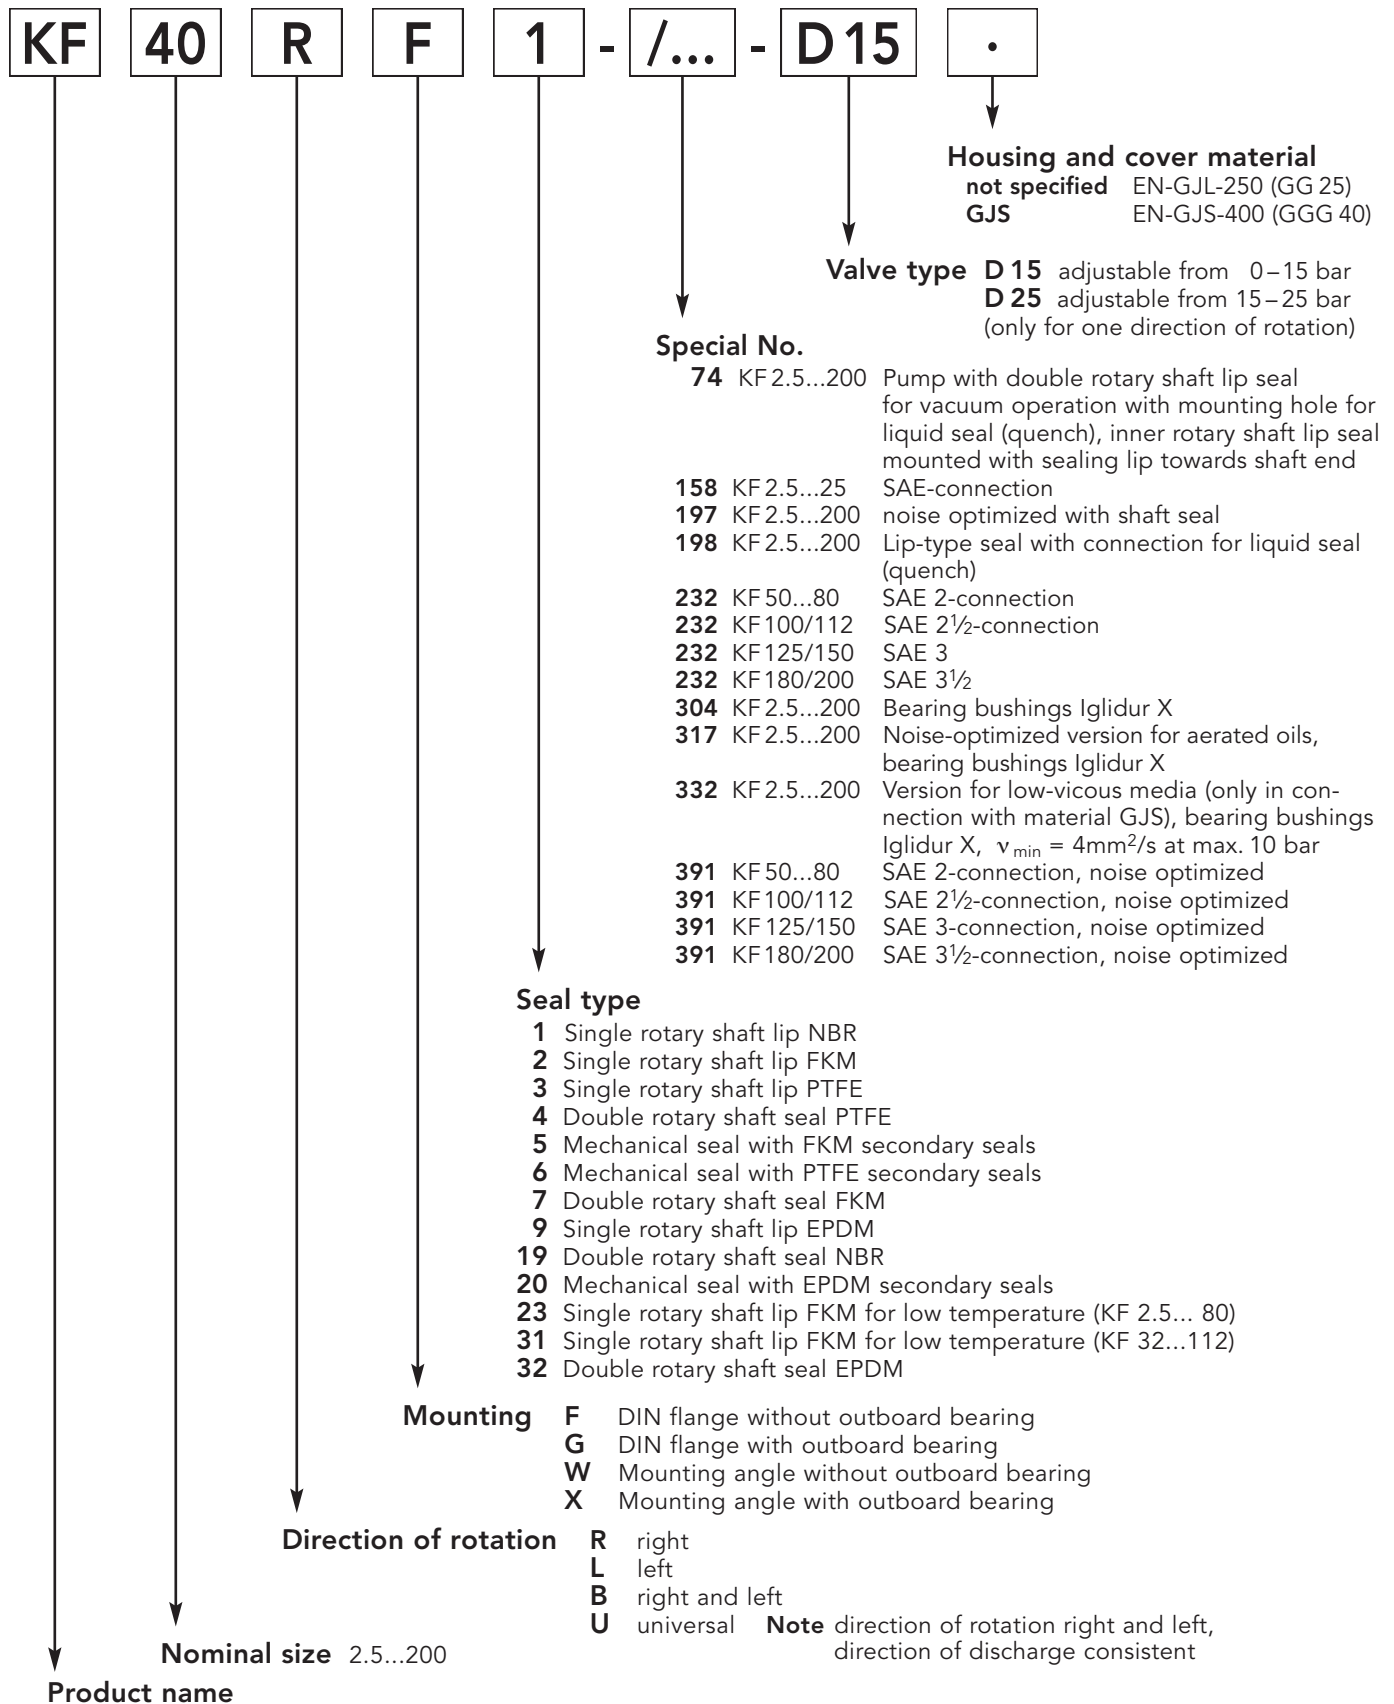 KF 40 R F 1 - /... - D 15 •
Housing and cover material
not specified EN-GJL-250 (GG 25)
GJS EN-GJS-400 (GGG 40)
Valve type D 15 adjustable from 0–15 bar
D 25 adjustable from 15–25 bar
(only for one direction of rotation)
Special No.
74 KF 2.5...200 Pump with double rotary shaft lip seal
for vacuum operation with mounting hole for
liquid seal (quench), inner rotary shaft lip seal
mounted with sealing lip towards shaft end
158 KF 2.5...25 SAE-connection
197 KF 2.5...200 noise optimized with shaft seal
198 KF 2.5...200 Lip-type seal with connection for liquid seal
(quench)
232 KF 50...80 SAE 2-connection
232 KF 100/112 SAE 2½-connection
232 KF 125/150 SAE 3
232 KF 180/200 SAE 3½
304 KF 2.5...200 Bearing bushings Iglidur X
317 KF 2.5...200 Noise-optimized version for aerated oils,
bearing bushings Iglidur X
332 KF 2.5...200 Version for low-vicous media (only in con-
nection with material GJS), bearing bushings
Iglidur X, ν min = 4mm²/s at max. 10 bar
391 KF 50...80 SAE 2-connection, noise optimized
391 KF 100/112 SAE 2½-connection, noise optimized
391 KF 125/150 SAE 3-connection, noise optimized
391 KF 180/200 SAE 3½-connection, noise optimized
Seal type
1 Single rotary shaft lip NBR
2 Single rotary shaft lip FKM
3 Single rotary shaft lip PTFE
4 Double rotary shaft seal PTFE
5 Mechanical seal with FKM secondary seals
6 Mechanical seal with PTFE secondary seals
7 Double rotary shaft seal FKM
9 Single rotary shaft lip EPDM
19 Double rotary shaft seal NBR
20 Mechanical seal with EPDM secondary seals
23 Single rotary shaft lip FKM for low temperature (KF 2.5... 80)
31 Single rotary shaft lip FKM for low temperature (KF 32...112)
32 Double rotary shaft seal EPDM
Mounting F DIN flange without outboard bearing
G DIN flange with outboard bearing
W Mounting angle without outboard bearing
X Mounting angle with outboard bearing
Direction of rotation R right
L left
B right and left
U universal Note direction of rotation right and left,
direction of discharge consistent
Nominal size 2.5...200
Product name